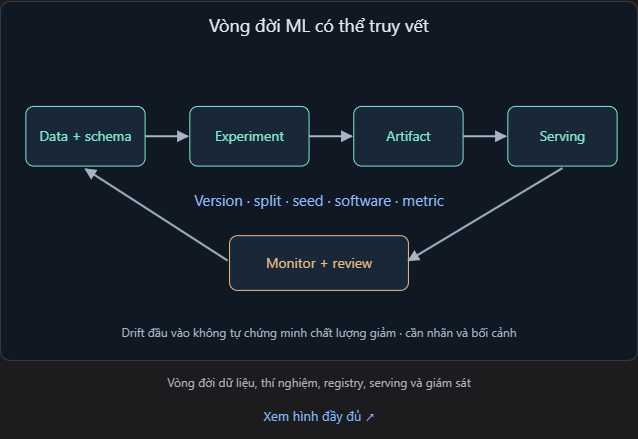 Vòng đời ML có thể truy vết
Data + schema
Experiment
Artifact
Serving
Version · split · seed · software · metric
Monitor + review
Drift đầu vào không tự chứng minh chất lượng giảm · cần nhãn và bối cảnh
Vòng đời dữ liệu, thí nghiệm, registry, serving và giám sát
Xem hình đầy đủ ↗